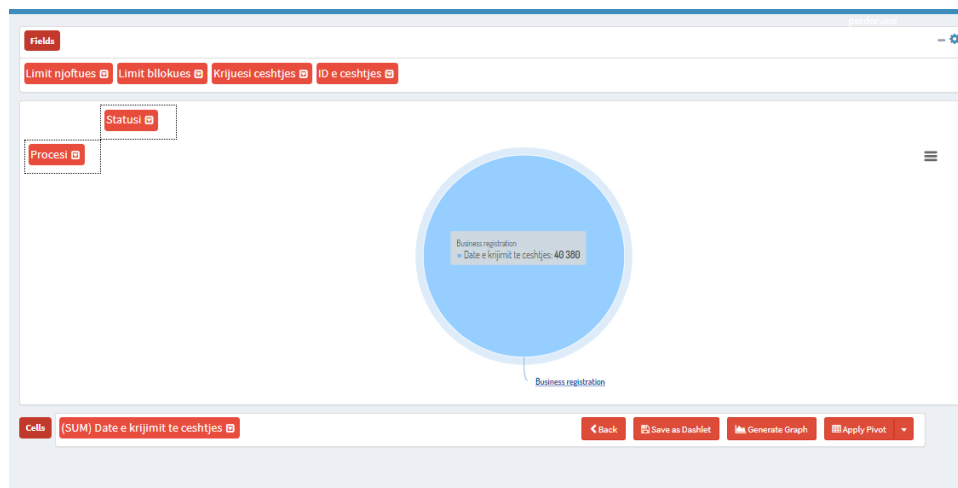 perdoruesi
Fields
Limit njoftues
Limit bllokues
Krijuesi ceshtjes
ID e ceshtjes
Statusi
Procesi
Business registration
Date e krijimit te ceshtjes: 40 380
Business registration
Cells
(SUM) Date e krijimit te ceshtjes
Back
Save as Dashlet
Generate Graph
Apply Pivot